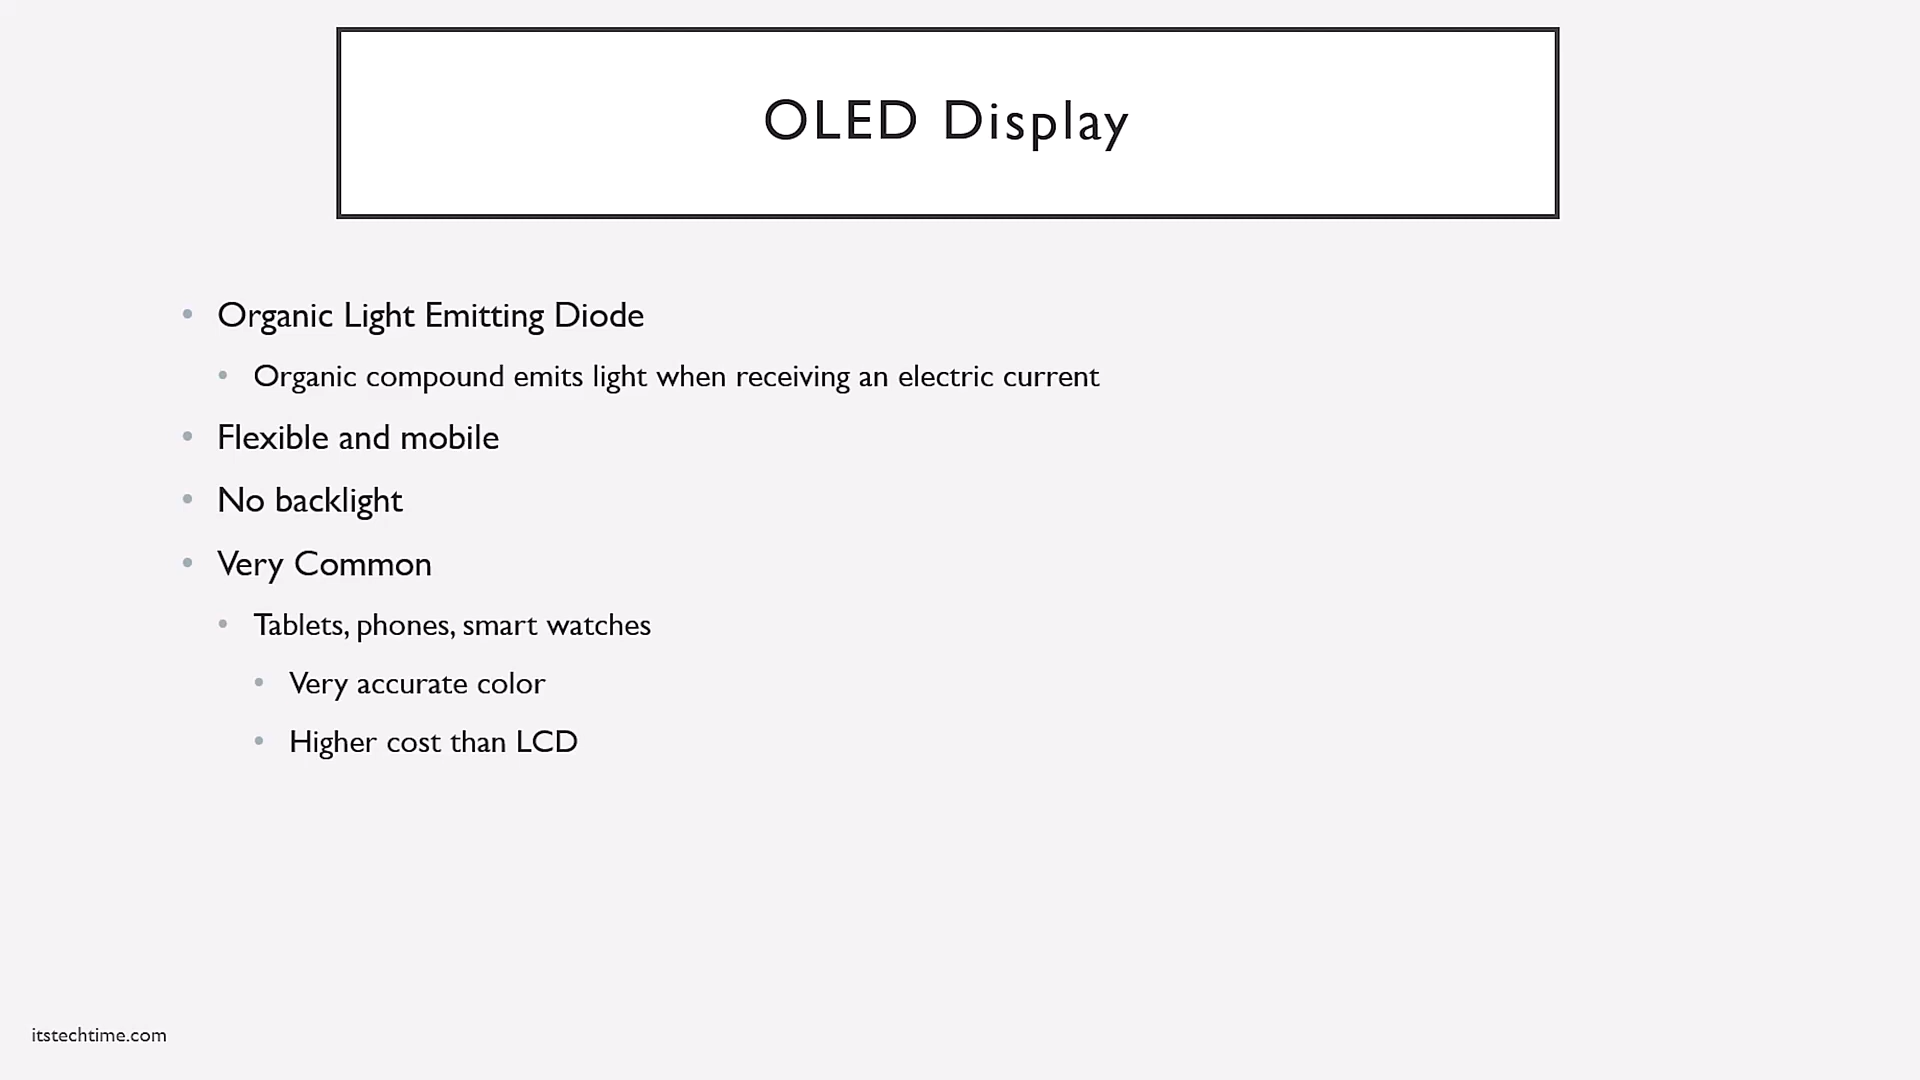 OLED Display
Organic Light Emitting Diode
Organic compound emits light when receiving an electric current
Flexible and mobile
No backlight
Very Common
Tablets, phones, smart watches
Very accurate color
Higher cost than LCD
itstechtime.com